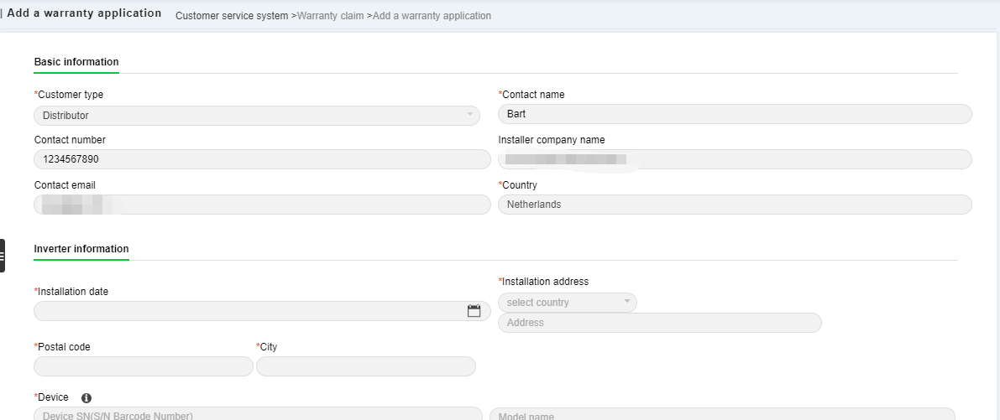 Add a warranty application Customer service system >Warranty claim >Add a warranty application
Basic information
*Customer type *Contact name
Distributor Bart
Contact number Installer company name
1234567890
Contact email *Country
Netherlands
Inverter information
*Installation date *Installation address
select country
Address
*Postal code *City
*Device
Device SN(S/N Barcode Number) Model name